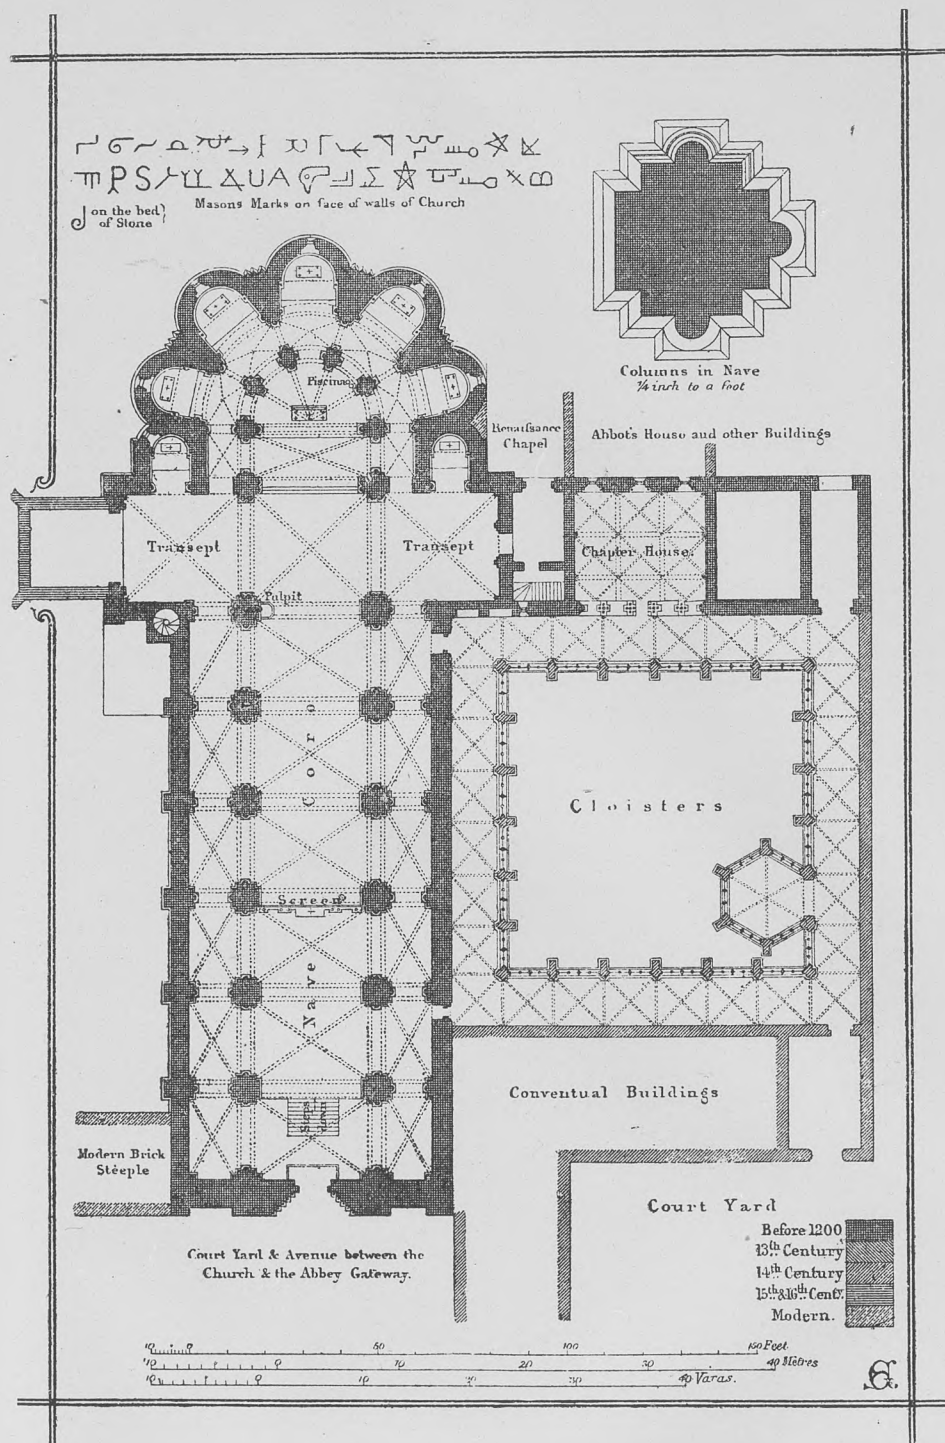 on the bed
of Stone
Masons Marks on face of walls of Church
Columns in Nave
¼ inch to a foot
Piscina
Renaissance
Chapel
Abbot's House and other Buildings
Transept
Transept
Chapter House.
Pulpit
Coro
Cloisters
Screen
Nave
Steps
down
Conventual Buildings
Modern Brick
Steeple
Court Yard
Court Yard & Avenue between the
Church & the Abbey Gateway.
Before 1200
13th Century
14th Century
15th & 16th Centy.
Modern.
10 0 50 100 150 Feet.
10 0 10 20 30 40 Mètres
10 0 10 20 30 40 Varas.